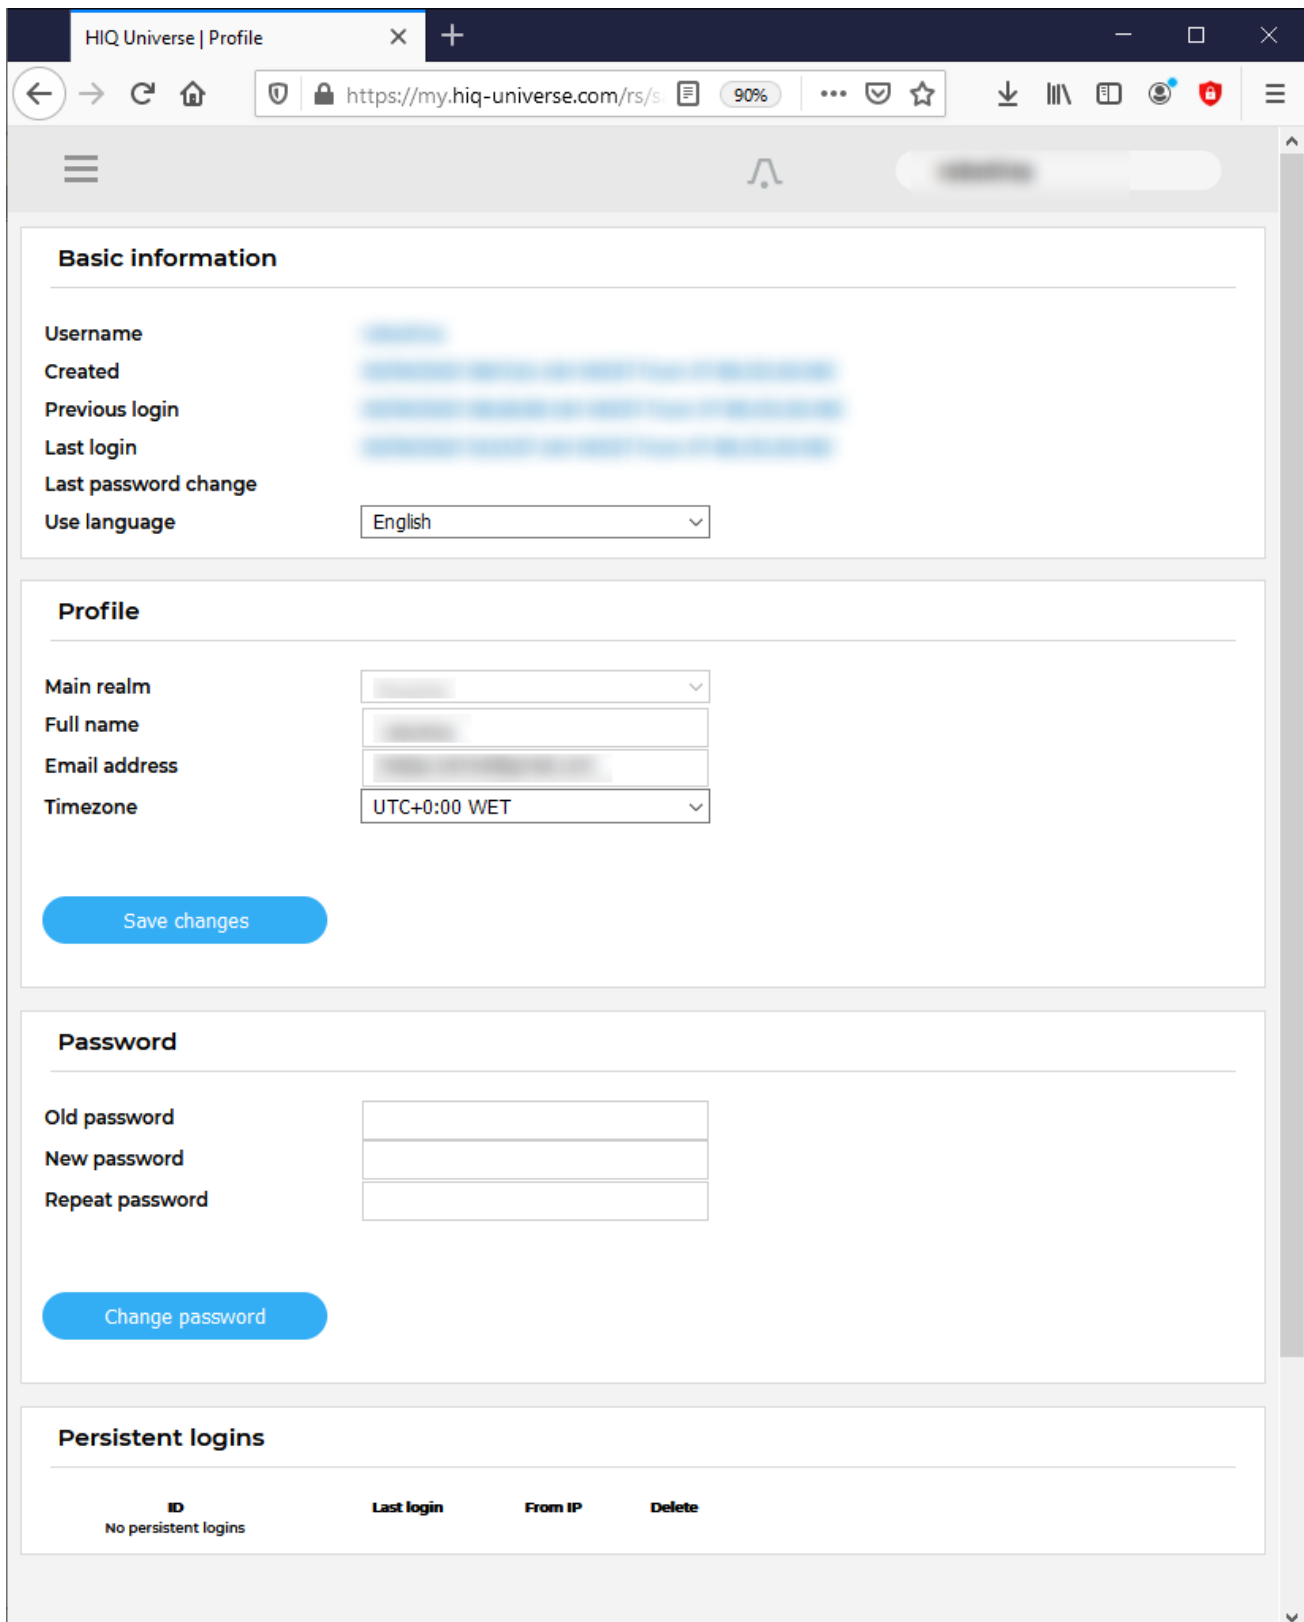 HIQ Universe | Profile
https://my.hiq-universe.com/rs/s
90%
Basic information
Username
Created
Previous login
Last login
Last password change
Use language English
Profile
Main realm
Full name
Email address
Timezone UTC+0:00 WET
Save changes
Password
Old password
New password
Repeat password
Change password
Persistent logins
ID Last login From IP Delete
No persistent logins